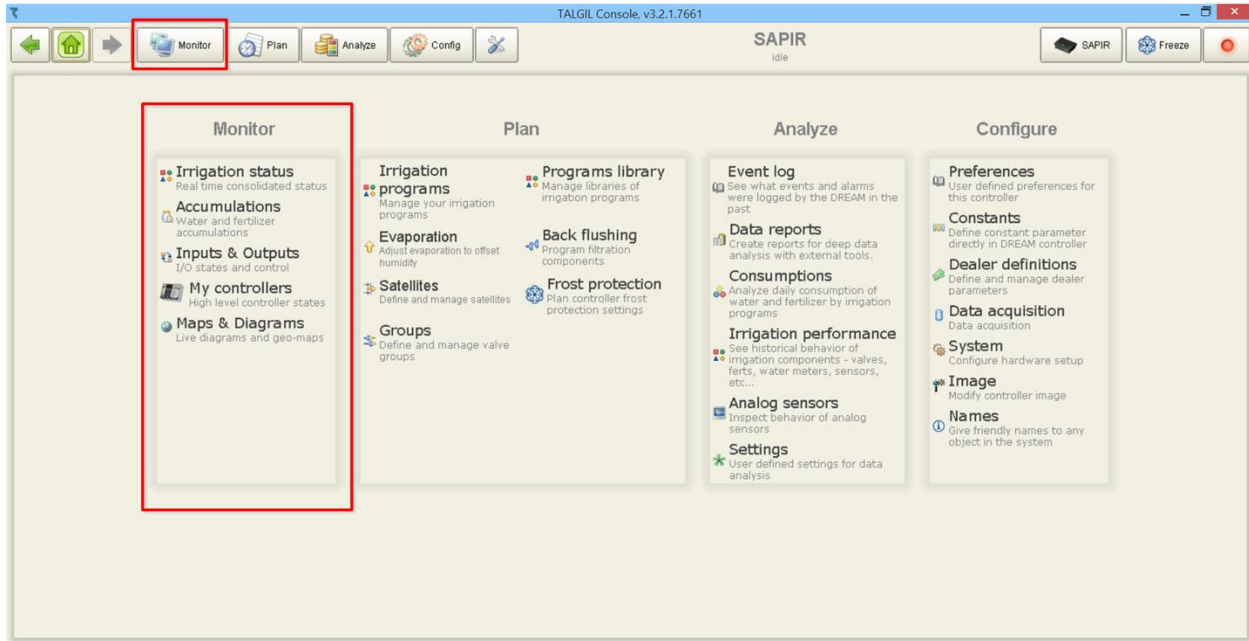 TALGIL Console, v3.2.1.7661
Monitor
Plan
Analyze
Config
SAPIR
idle
SAPIR
Freeze
Monitor
Irrigation status
Real time consolidated status
Accumulations
Water and fertilizer
accumulations
Inputs & Outputs
I/O states and control
My controllers
High level controller states
Maps & Diagrams
Live diagrams and geo-maps
Plan
Irrigation
programs
Manage your irrigation
programs
Evaporation
Adjust evaporation to offset
humidity
Satellites
Define and manage satellites
Groups
Define and manage valve
groups
Programs library
Manage libraries of
irrigation programs
Back flushing
Program filtration
components
Frost protection
Plan controller frost
protection settings
Analyze
Event log
See what events and alarms
were logged by the DREAM in the
past
Data reports
Create reports for deep data
analysis with external tools.
Consumptions
Analyze daily consumption of
water and fertilizer by irrigation
programs
Irrigation performance
See historical behavior of
irrigation components - valves,
ferts, water meters, sensors,
etc...
Analog sensors
Inspect behavior of analog
sensors
Settings
User defined settings for data
analysis
Configure
Preferences
User defined preferences for
this controller
Constants
Define constant parameter
directly in DREAM controller
Dealer definitions
Define and manage dealer
parameters
Data acquisition
Data acquisition
System
Configure hardware setup
Image
Modify controller image
Names
Give friendly names to any
object in the system